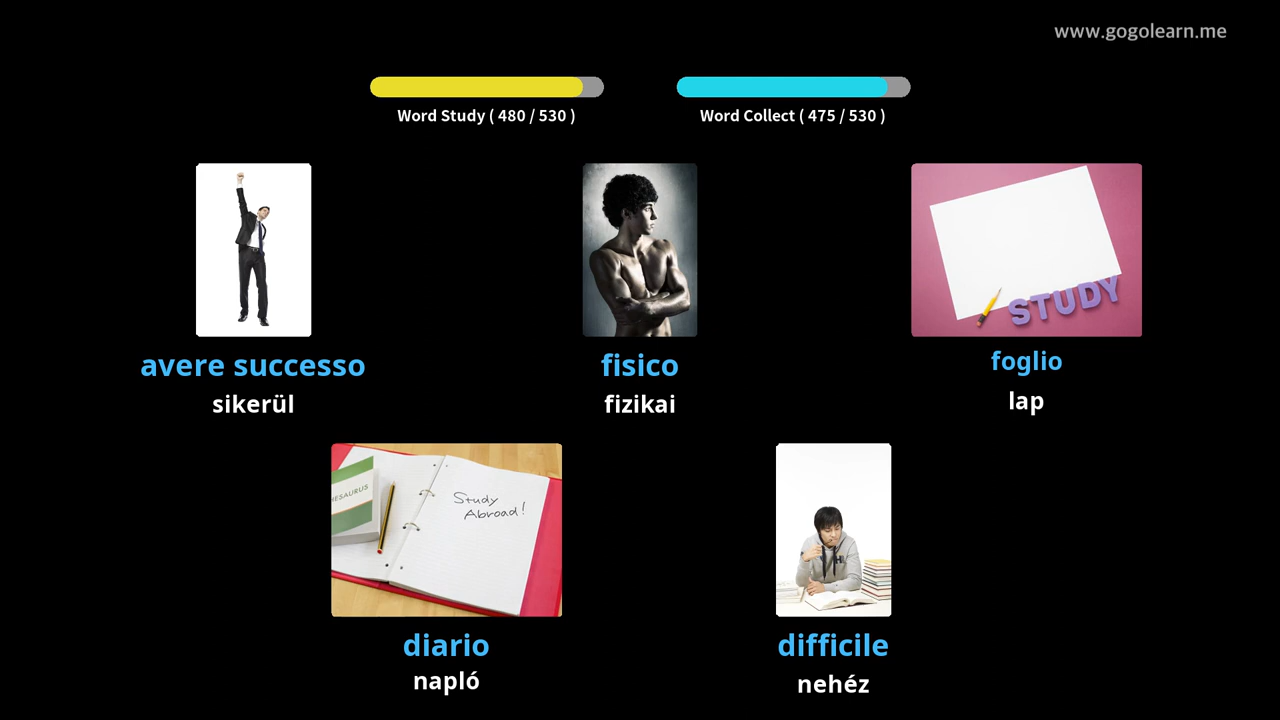 www.gogolearn.me
Word Study ( 480 / 530 )
Word Collect ( 475 / 530 )
STUDY
avere successo
fisico
foglio
sikerül
fizikai
lap
HESAURUS
Study
Abroad!
diario
difficile
napló
nehéz